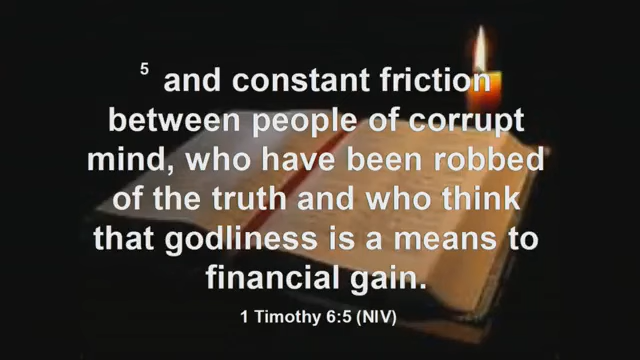 5 and constant friction
between people of corrupt
mind, who have been robbed
of the truth and who think
that godliness is a means to
financial gain.
1 Timothy 6:5 (NIV)